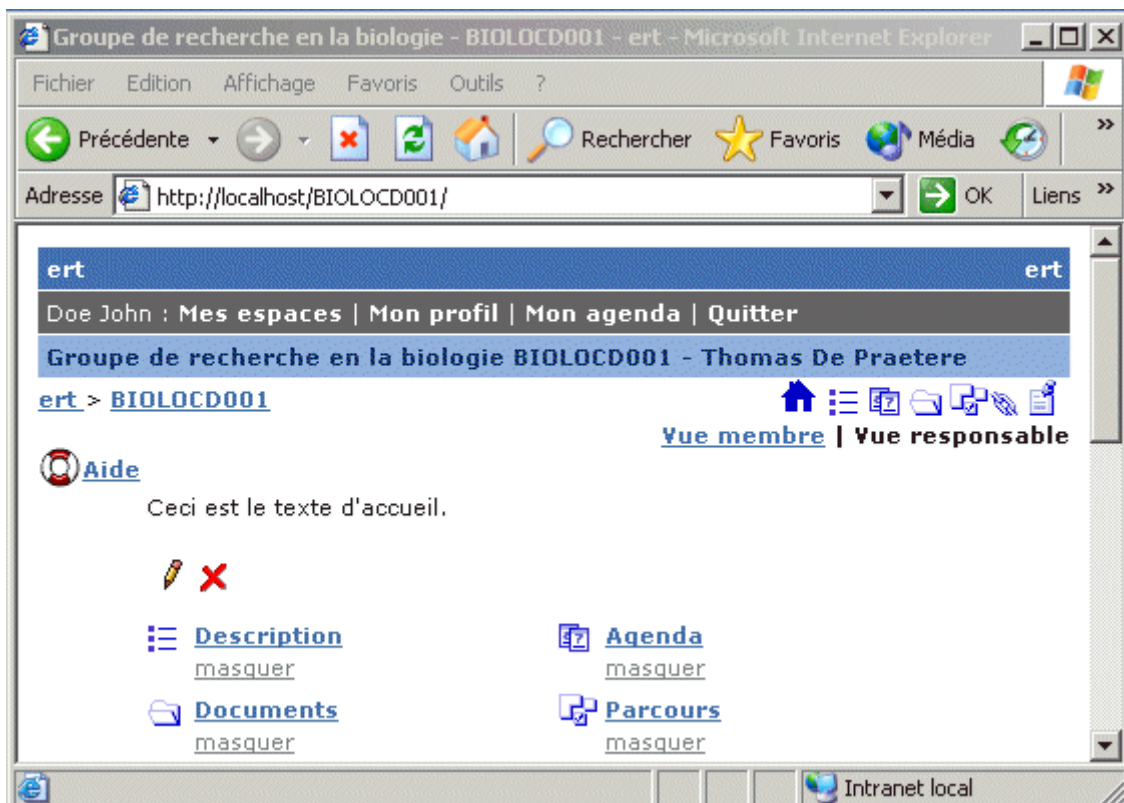 Groupe de recherche en la biologie - BIOLOCD001 - ert - Microsoft Internet Explorer
Fichier Edition Affichage Favoris Outils ?
Précédente Rechercher Favoris Média »
Adresse http://localhost/BIOLOCD001/ OK Liens »
ert ert
Doe John : Mes espaces | Mon profil | Mon agenda | Quitter
Groupe de recherche en la biologie BIOLOCD001 - Thomas De Praetere
ert > BIOLOCD001
Vue membre | Vue responsable
Aide
Ceci est le texte d'accueil.
Description Agenda
masquer masquer
Documents Parcours
masquer masquer
Intranet local